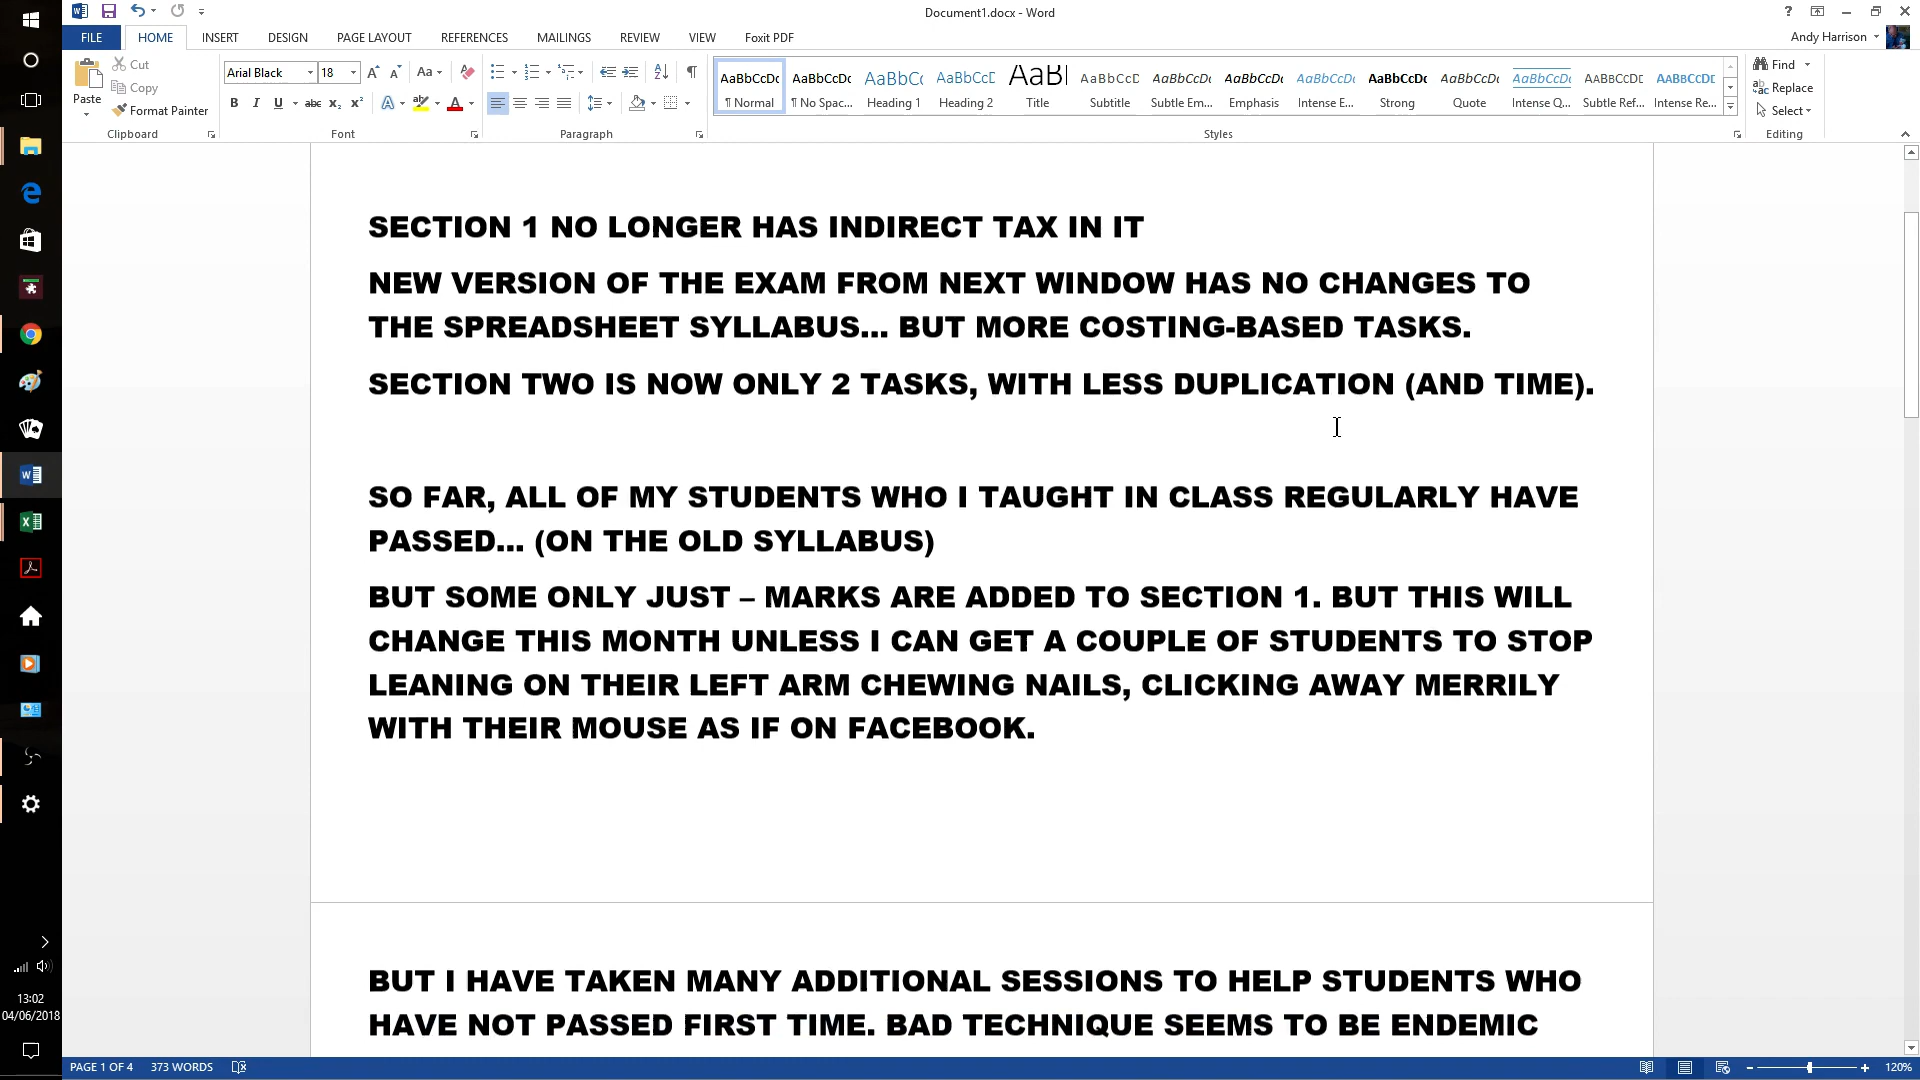 Document1.docx - Word
?
Andy Harrison
FILE HOME INSERT DESIGN PAGE LAYOUT REFERENCES MAILINGS REVIEW VIEW Foxit PDF
Paste
Cut
Copy
Format Painter
Clipboard
Arial Black 18
Font
Paragraph
AaBbCcDc AaBbCcDc AaBbCc AaBbCcE AaBl AaBbCcD AaBbCcDc AaBbCcDc AaBbCcDc AaBbCcDc AaBbCcDc AaBbCcDc AABBCCDE AABBCCDE
¶ Normal ¶ No Spac... Heading 1 Heading 2 Title Subtitle Subtle Em... Emphasis Intense E... Strong Quote Intense Q... Subtle Ref... Intense Re...
Styles
Find
Replace
Select
Editing
SECTION 1 NO LONGER HAS INDIRECT TAX IN IT
NEW VERSION OF THE EXAM FROM NEXT WINDOW HAS NO CHANGES TO
THE SPREADSHEET SYLLABUS... BUT MORE COSTING-BASED TASKS.
SECTION TWO IS NOW ONLY 2 TASKS, WITH LESS DUPLICATION (AND TIME).
SO FAR, ALL OF MY STUDENTS WHO I TAUGHT IN CLASS REGULARLY HAVE
PASSED... (ON THE OLD SYLLABUS)
BUT SOME ONLY JUST – MARKS ARE ADDED TO SECTION 1. BUT THIS WILL
CHANGE THIS MONTH UNLESS I CAN GET A COUPLE OF STUDENTS TO STOP
LEANING ON THEIR LEFT ARM CHEWING NAILS, CLICKING AWAY MERRILY
WITH THEIR MOUSE AS IF ON FACEBOOK.
BUT I HAVE TAKEN MANY ADDITIONAL SESSIONS TO HELP STUDENTS WHO
HAVE NOT PASSED FIRST TIME. BAD TECHNIQUE SEEMS TO BE ENDEMIC
13:02
04/06/2018
PAGE 1 OF 4 373 WORDS
120%